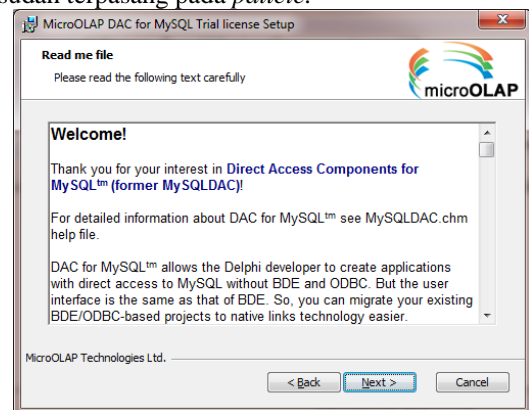 sudah terpasang pada pallete.
MicroOLAP DAC for MySQL Trial license Setup
Read me file
Please read the following text carefully
microOLAP
Welcome!
Thank you for your interest in Direct Access Components for
MySQL™ (former MySQLDAC)!
For detailed information about DAC for MySQL™ see MySQLDAC.chm
help file.
DAC for MySQL™ allows the Delphi developer to create applications
with direct access to MySQL without BDE and ODBC. But the user
interface is the same as that of BDE. So, you can migrate your existing
BDE/ODBC-based projects to native links technology easier.
MicroOLAP Technologies Ltd.
< Back Next > Cancel